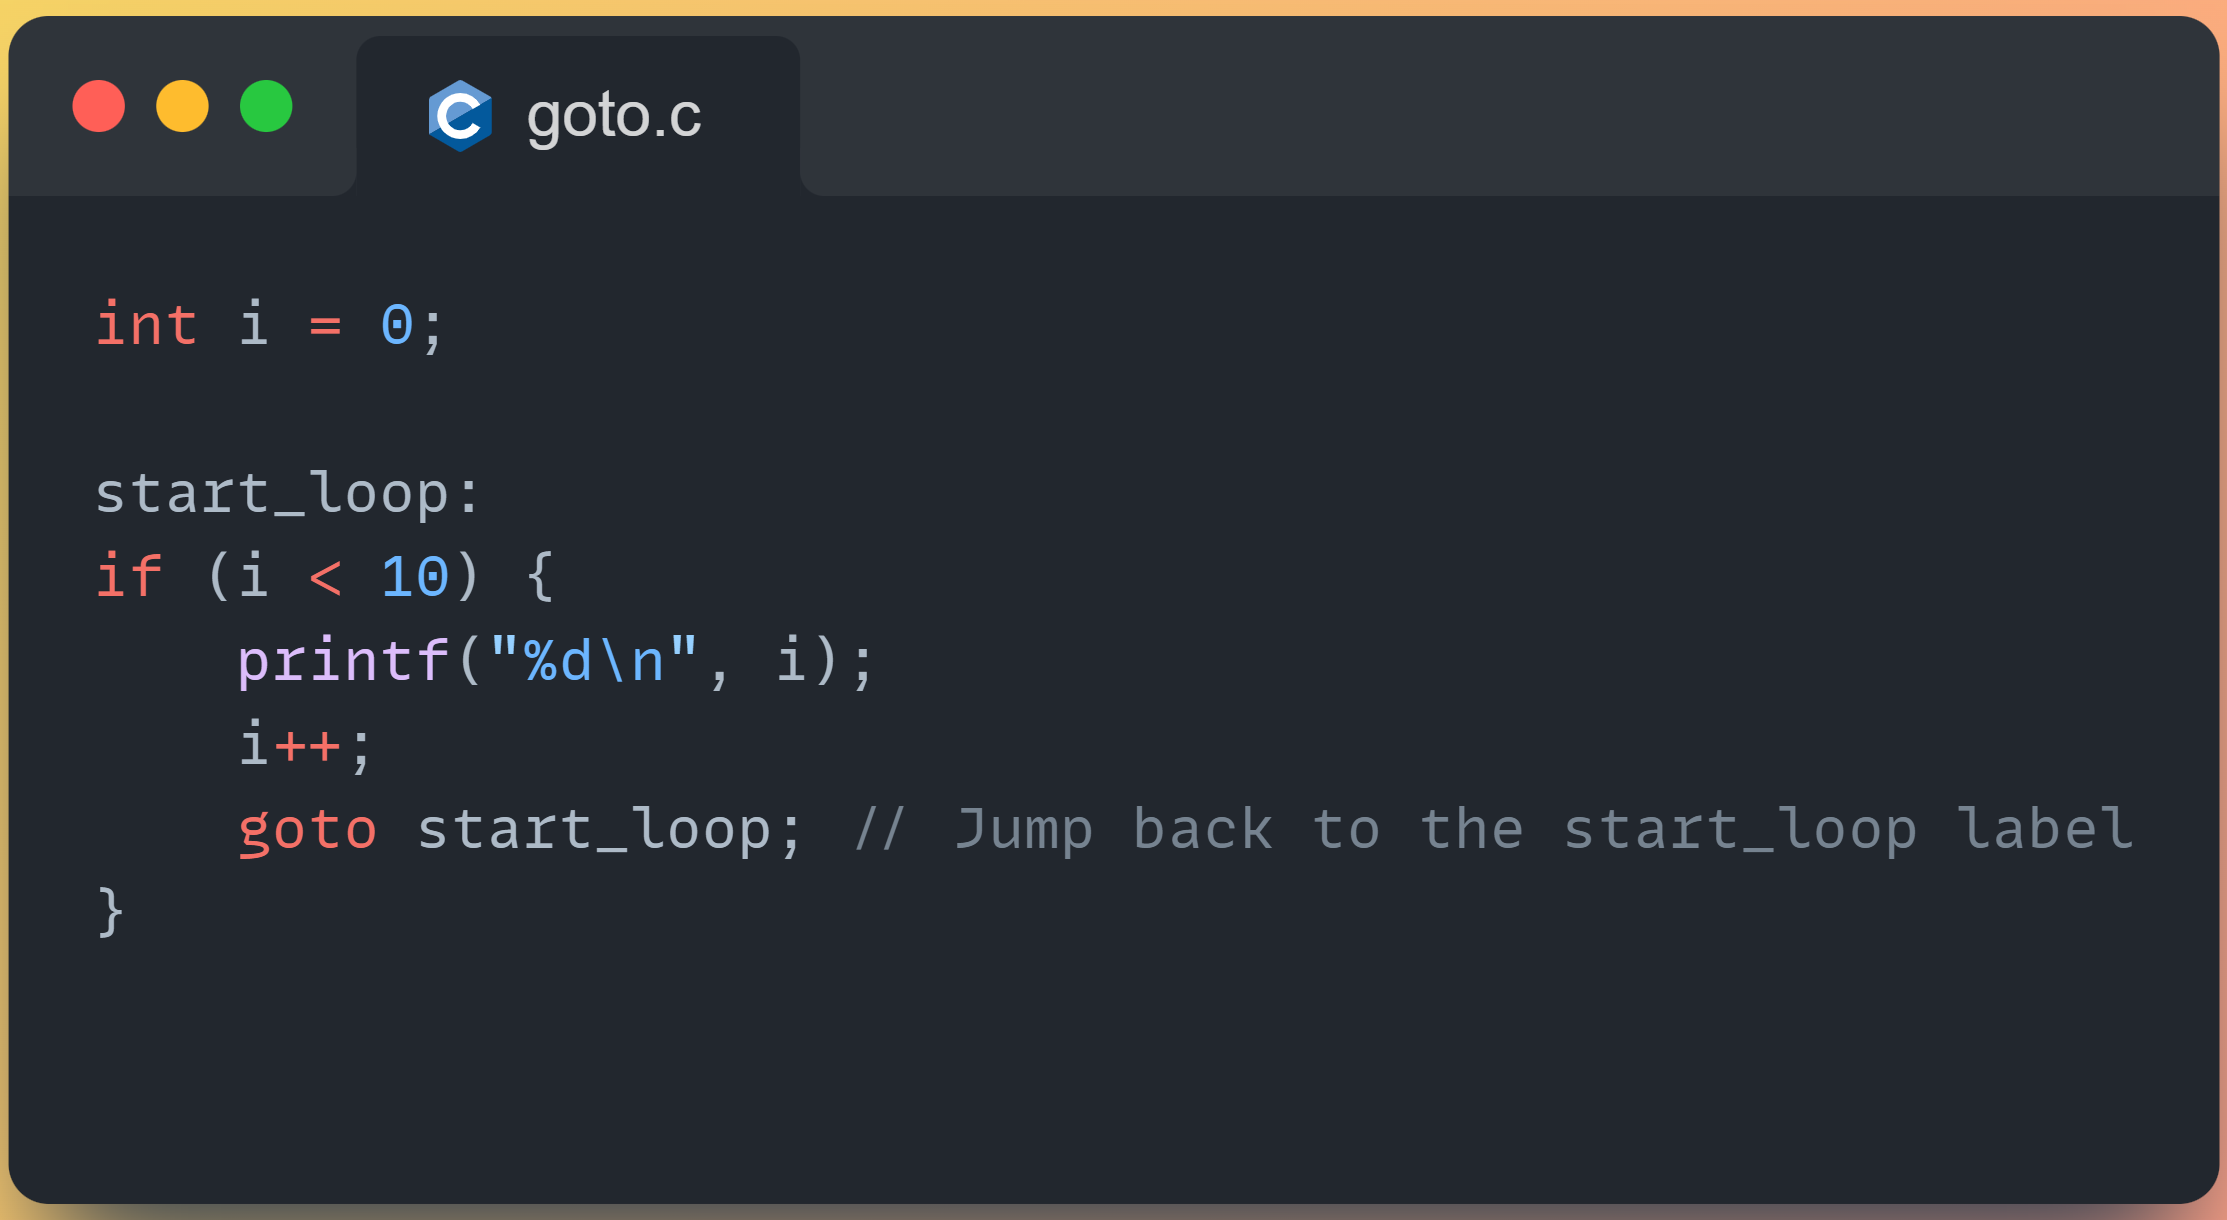 goto.c
int i = 0;
start_loop:
if (i < 10) {
    printf("%d\n", i);
    i++;
    goto start_loop; // Jump back to the start_loop label
}